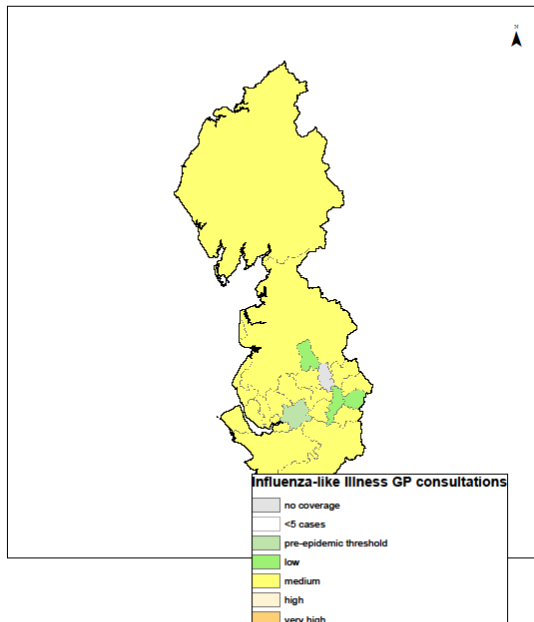 N
Influenza-like Illness GP consultations
no coverage
<5 cases
pre-epidemic threshold
low
medium
high
very high